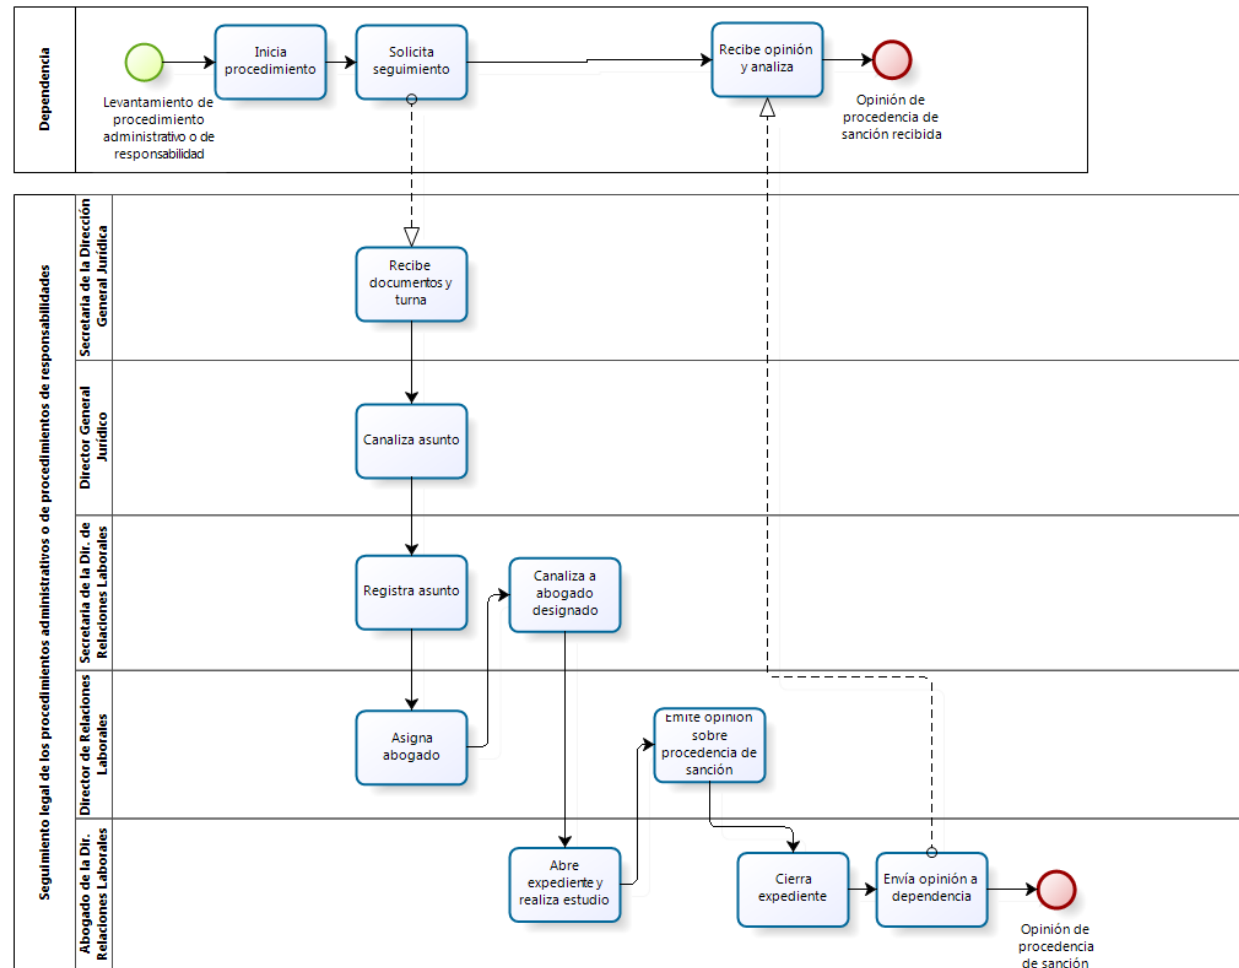 Dependencia
Levantamiento de
procedimiento
administrativo o de
responsabilidad
Inicia
procedimiento
Solicita
seguimiento
Recibe opinión
y analiza
Opinión de
procedencia de
sanción recibida
Seguimiento legal de los procedimientos administrativos o de procedimientos de responsabilidades
Secretaria de la Dirección
General Jurídica
Recibe
documentos y
turna
Director General
Jurídico
Canaliza asunto
Secretaria de la Dir. de
Relaciones Laborales
Registra asunto
Canaliza a
abogado
designado
Director de Relaciones
Laborales
Asigna
abogado
Emite opinión
sobre
procedencia de
sanción
Abogado de la Dir.
Relaciones Laborales
Abre
expediente y
realiza estudio
Cierra
expediente
Envía opinión a
dependencia
Opinión de
procedencia
de sanción